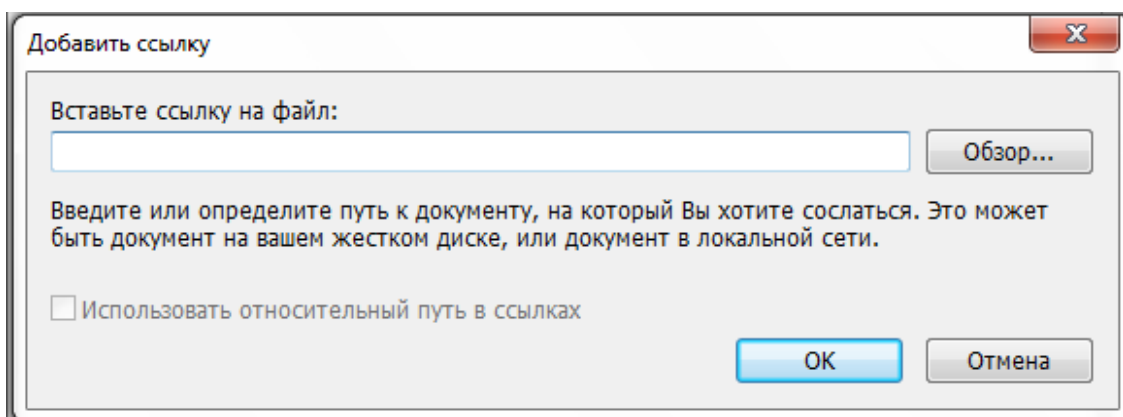 Добавить ссылку
Вставьте ссылку на файл:
Обзор...
Введите или определите путь к документу, на который Вы хотите сослаться. Это может
быть документ на вашем жестком диске, или документ в локальной сети.
Использовать относительный путь в ссылках
ОК
Отмена